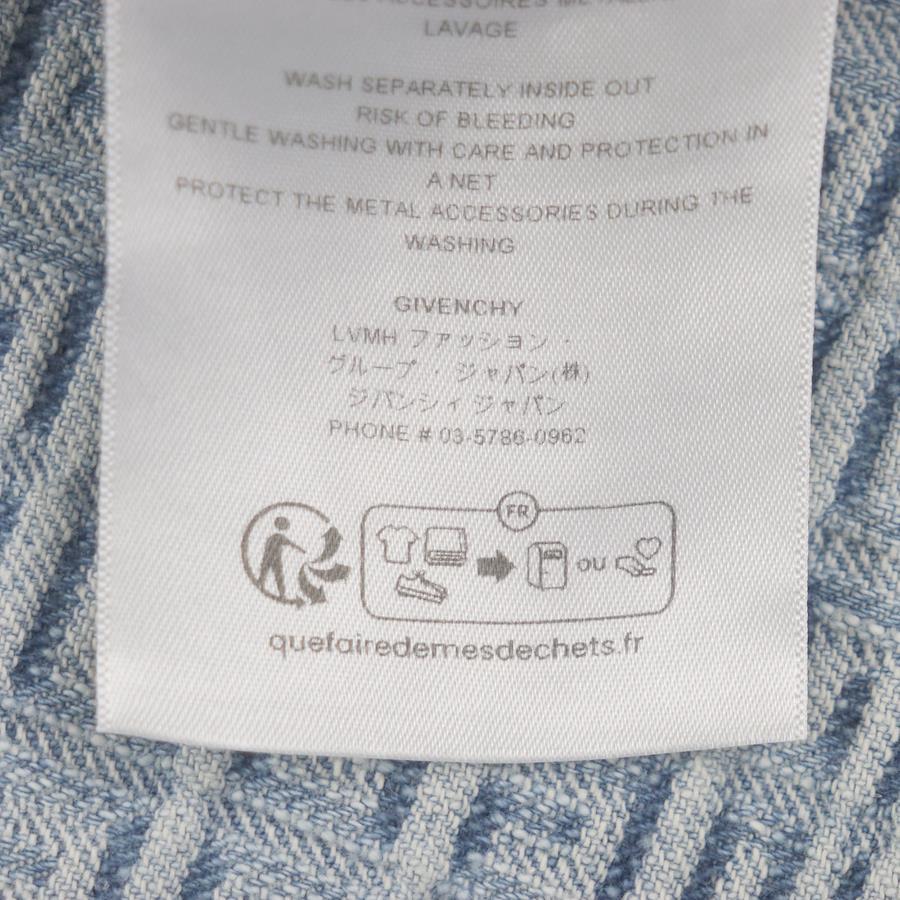 ACCESSOIRES
LAVAGE
WASH SEPARATELY INSIDE OUT
RISK OF BLEEDING
GENTLE WASHING WITH CARE AND PROTECTION IN
A NET
PROTECT THE METAL ACCESSORIES DURING THE
WASHING
GIVENCHY
LVMH ファッション ・
グループ ・ ジャパン(株)
ジバンシィ ジャパン
PHONE # 03-5786-0962
FR
OU
quefairedemesdechets.fr